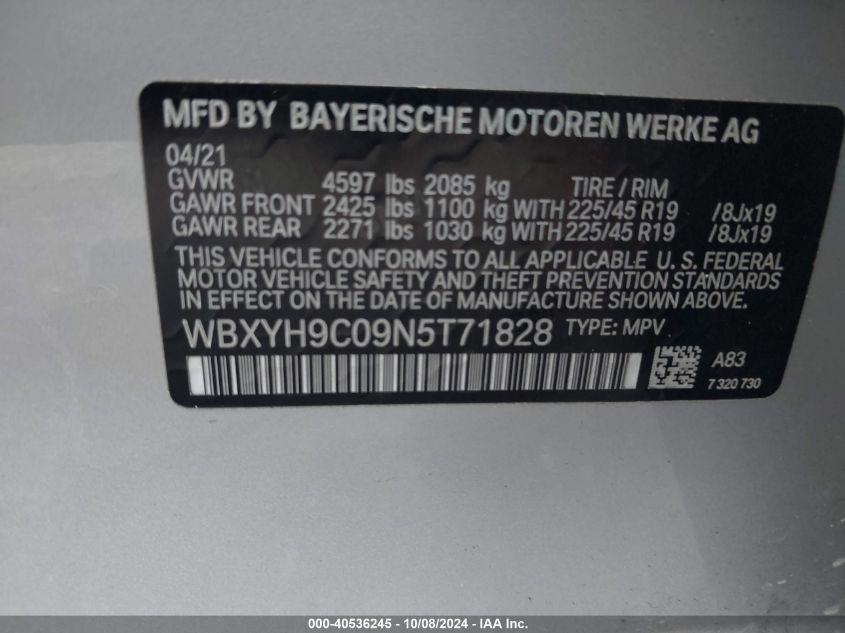 MFD BY BAYERISCHE MOTOREN WERKE AG
04/21
GVWR 4597 lbs 2085 kg TIRE / RIM
GAWR FRONT 2425 lbs 1100 kg WITH 225/45 R19 /8Jx19
GAWR REAR 2271 lbs 1030 kg WITH 225/45 R19 /8Jx19
THIS VEHICLE CONFORMS TO ALL APPLICABLE U. S. FEDERAL
MOTOR VEHICLE SAFETY AND THEFT PREVENTION STANDARDS
IN EFFECT ON THE DATE OF MANUFACTURE SHOWN ABOVE.
WBXYH9C09N5T71828 TYPE: MPV
A83
7 320 730
000-40536245 - 10/08/2024 - IAA Inc.